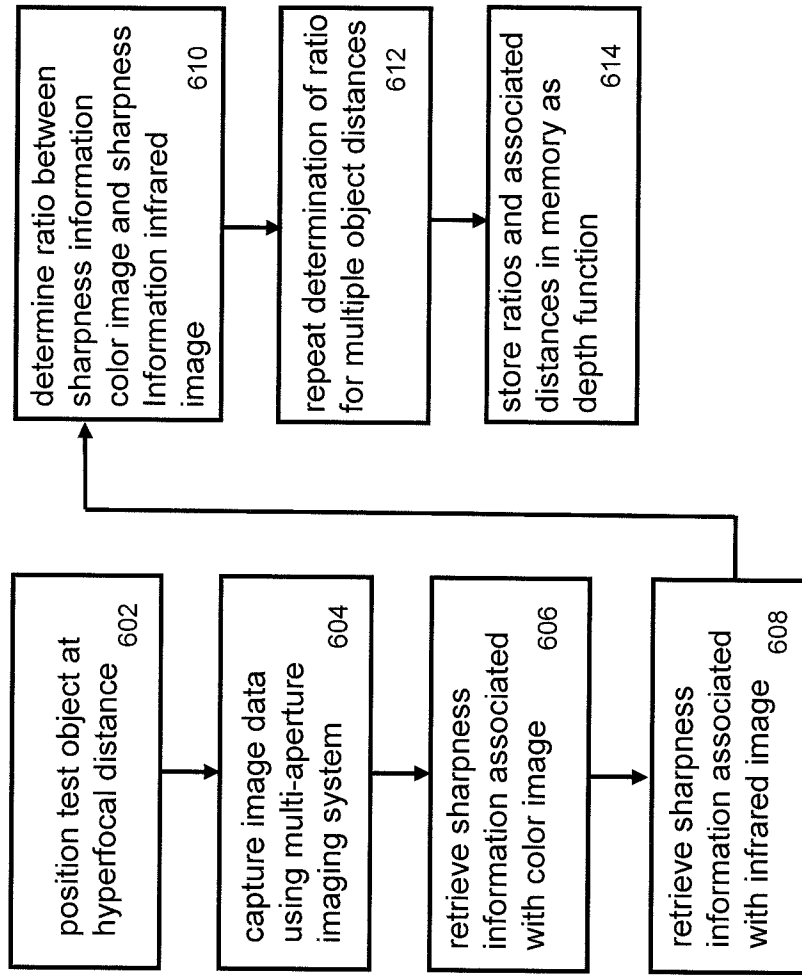 position test object at
hyperfocal distance
602
capture image data
using multi-aperture
imaging system
604
retrieve sharpness
information associated
with color image
606
retrieve sharpness
information associated
with infrared image
608
determine ratio between
sharpness information
color image and sharpness
Information infrared
image
610
repeat determination of ratio
for multiple object distances
612
store ratios and associated
distances in memory as
depth function
614